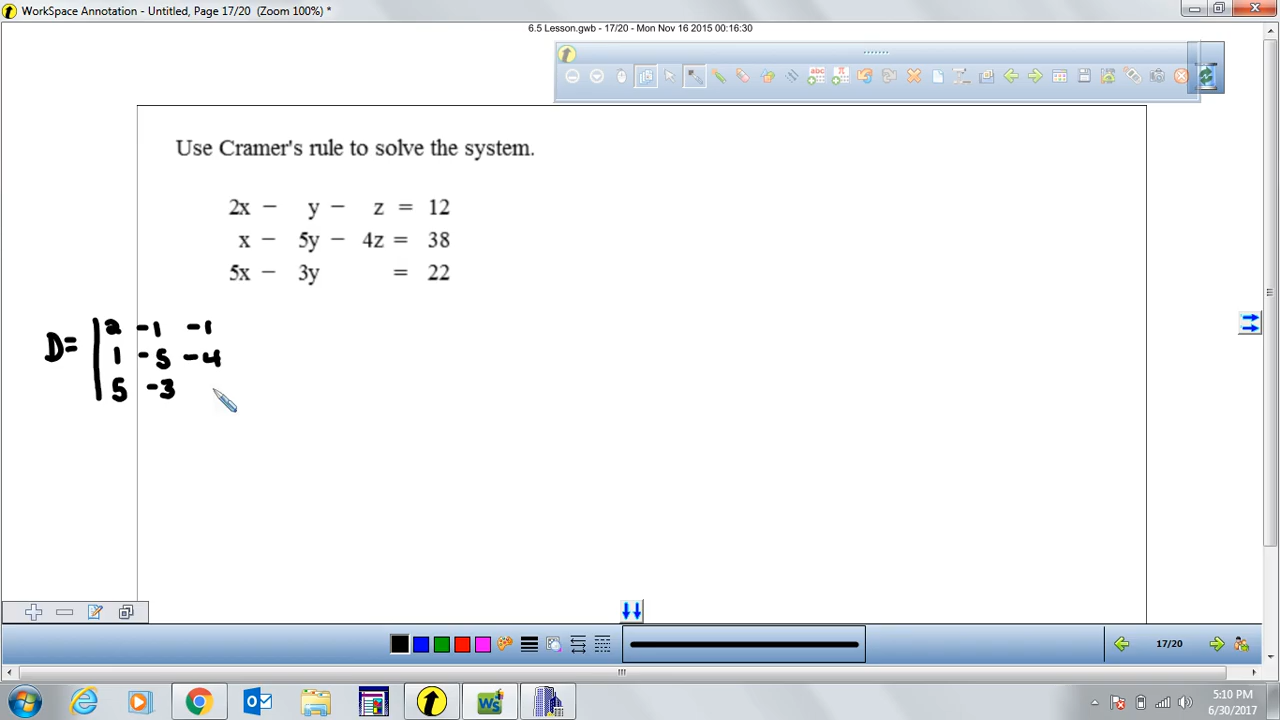 WorkSpace Annotation - Untitled, Page 17/20 (Zoom 100%) *
6.5 Lesson.gwb - 17/20 - Mon Nov 16 2015 00:16:30
Use Cramer's rule to solve the system.
2x − y − z = 12
x − 5y − 4z = 38
5x − 3y = 22
D= | 2 -1 -1
1 -5 -4
5 -3
17/20
5:10 PM
6/30/2017